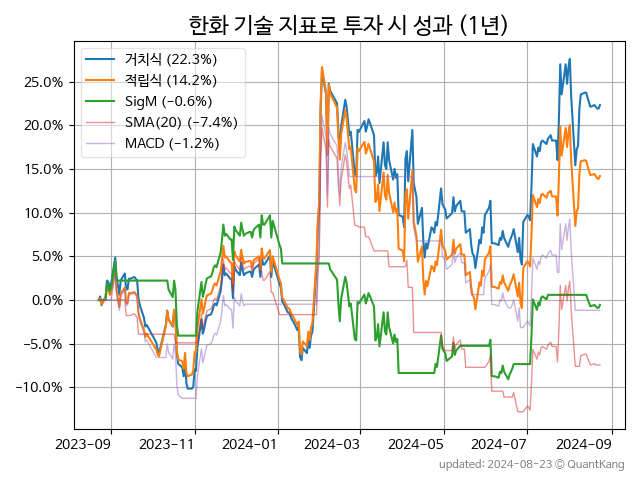 한화 기술 지표로 투자 시 성과 (1년)
거치식 (22.3%)
적립식 (14.2%)
SigM (−0.6%)
SMA(20) (−7.4%)
MACD (−1.2%)
25.0%
20.0%
15.0%
10.0%
5.0%
0.0%
−5.0%
−10.0%
2023-09 2023-11 2024-01 2024-03 2024-05 2024-07 2024-09
updated: 2024-08-23 © QuantKang